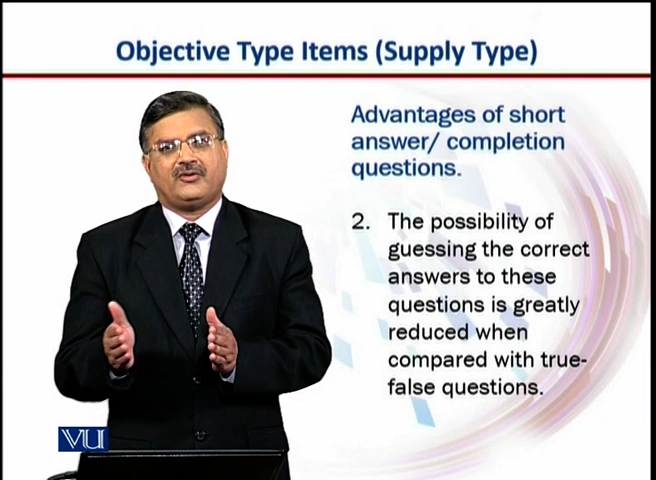 Objective Type Items (Supply Type)
Advantages of short
answer/ completion
questions.
2. The possibility of
guessing the correct
answers to these
questions is greatly
reduced when
compared with true-
false questions.
VU